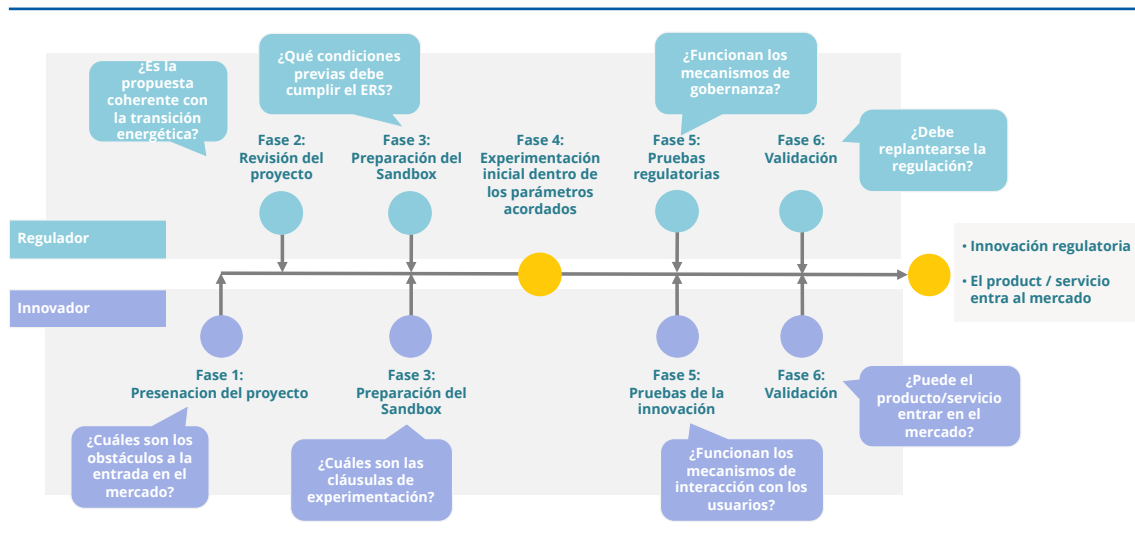 ¿Es la
propuesta
coherente con
la transición
energética?
¿Qué condiciones
previas debe
cumplir el ERS?
¿Funcionan los
mecanismos de
gobernanza?
¿Debe
replantearse la
regulación?
Fase 2:
Revisión del
proyecto
Fase 3:
Preparación del
Sandbox
Fase 4:
Experimentación
inicial dentro de
los parámetros
acordados
Fase 5:
Pruebas
regulatorias
Fase 6:
Validación
Regulador
Innovador
• Innovación regulatoria
• El product / servicio
entra al mercado
Fase 1:
Presenacion del proyecto
Fase 3:
Preparación del
Sandbox
Fase 5:
Pruebas de la
innovación
Fase 6:
Validación
¿Cuáles son los
obstáculos a la
entrada en el
mercado?
¿Cuáles son las
cláusulas de
experimentación?
¿Funcionan los
mecanismos de
interacción con los
usuarios?
¿Puede el
producto/servicio
entrar en el
mercado?